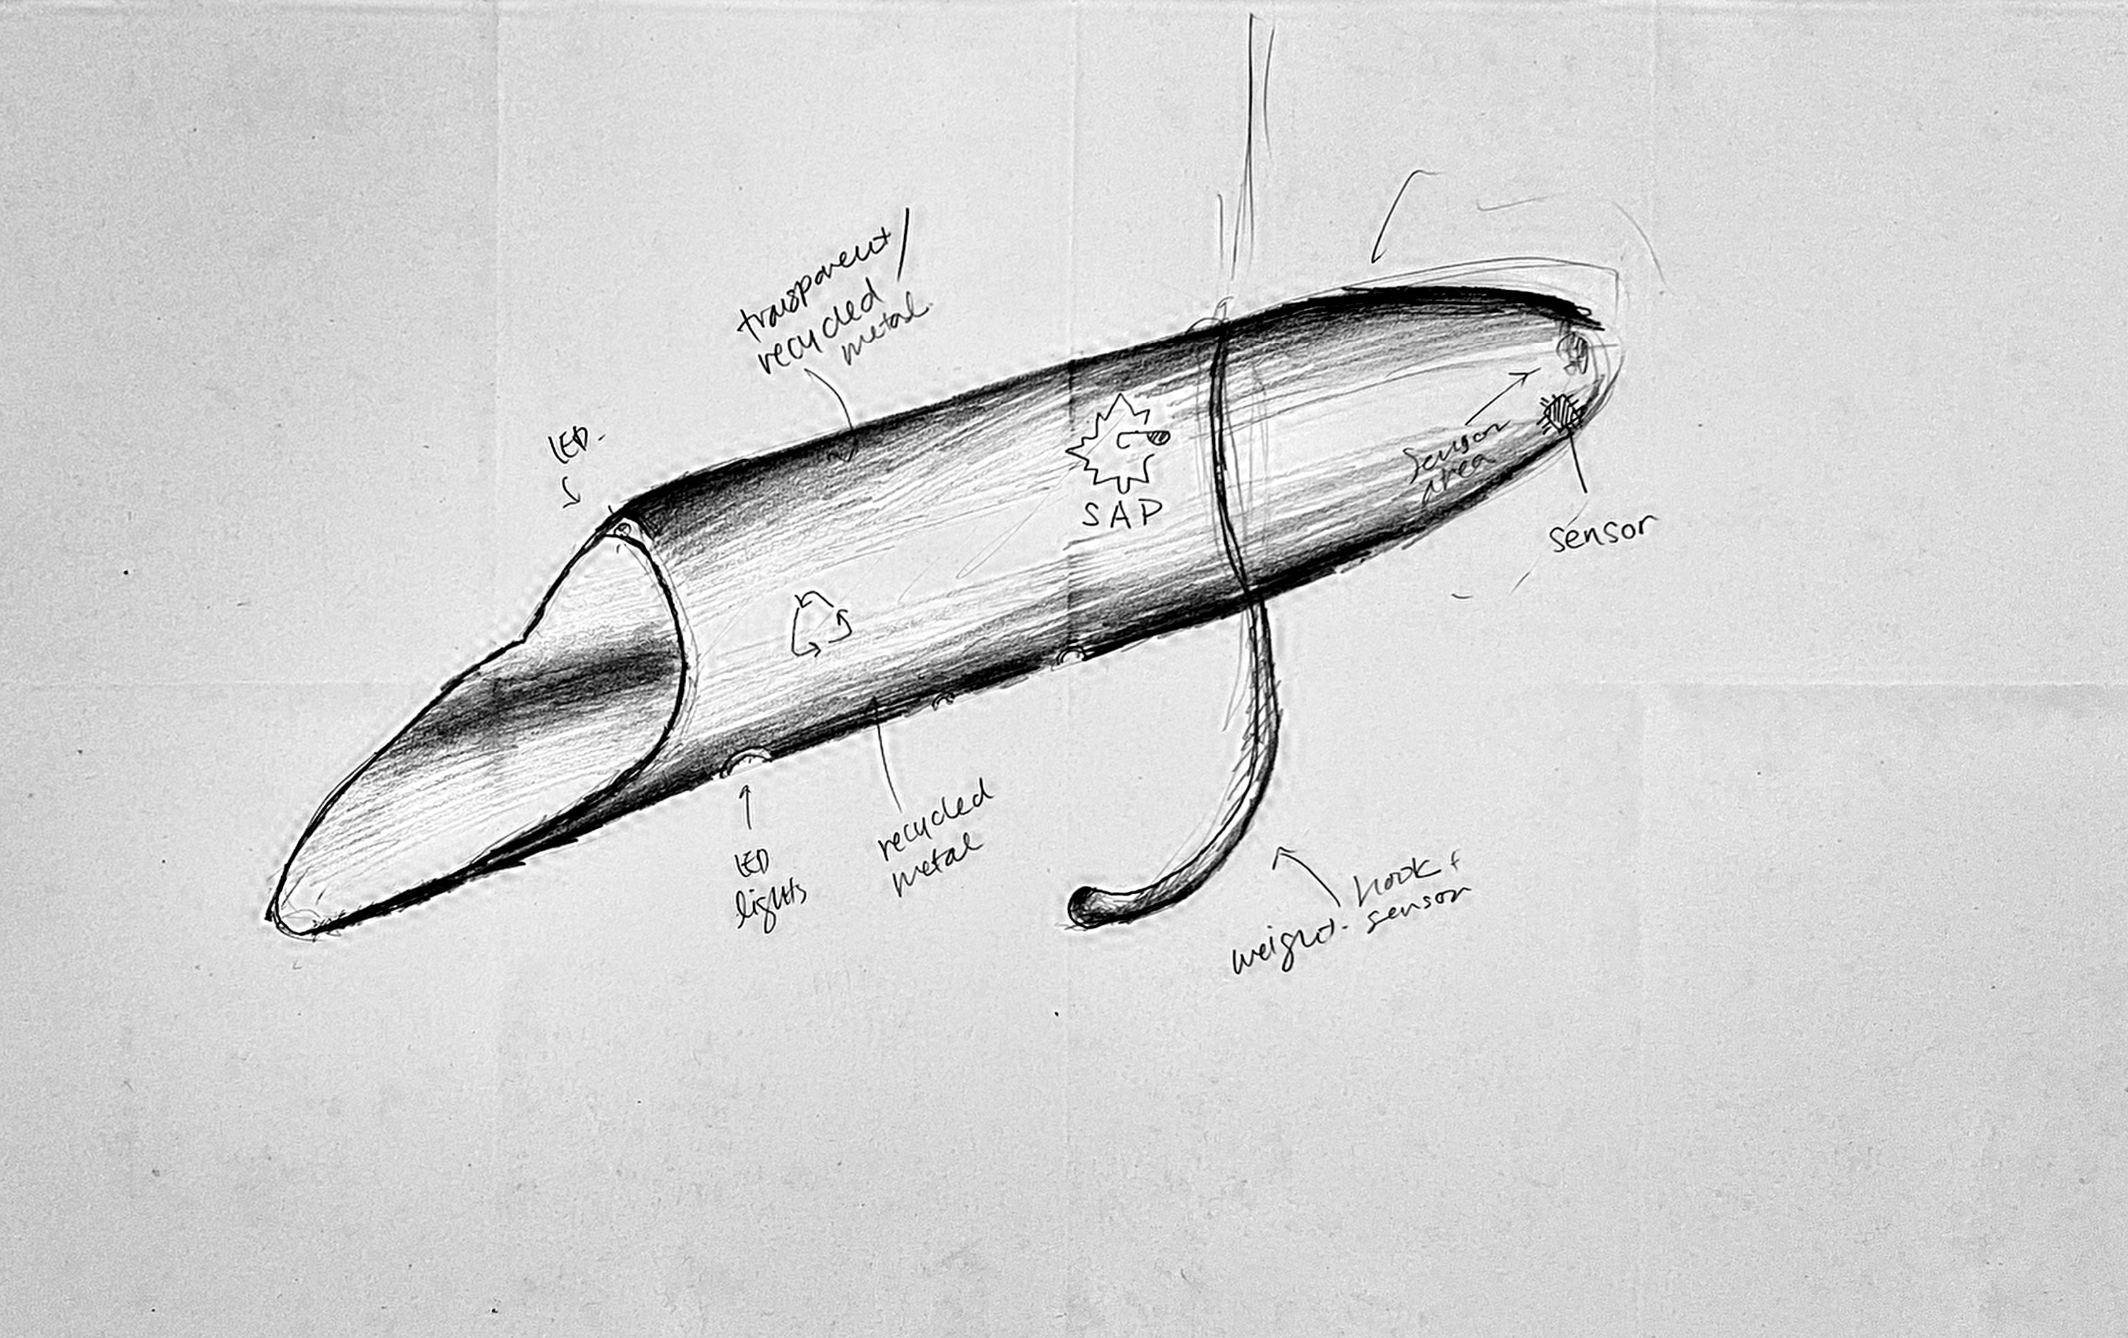 transparent/
recycled
metal
LED
SAP
sensor
area
sensor
LED
lights
recycled
metal
hook +
weight. sensor